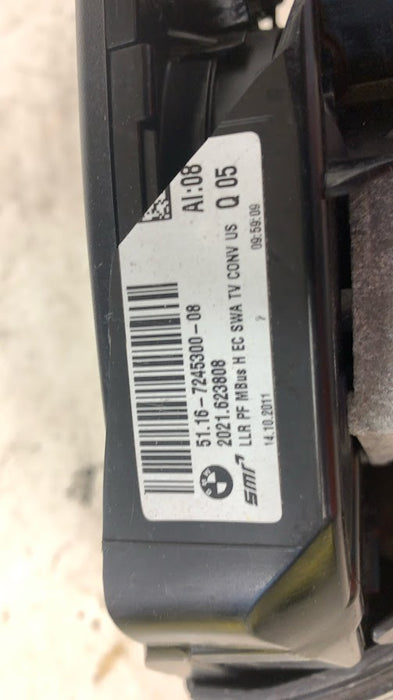 AI:08
Q 05
51.16-7245300-08
2021.623808
LLR PF MBus H EC SWA TV CONV US
smr
14.10.2011 ? 09:59:09